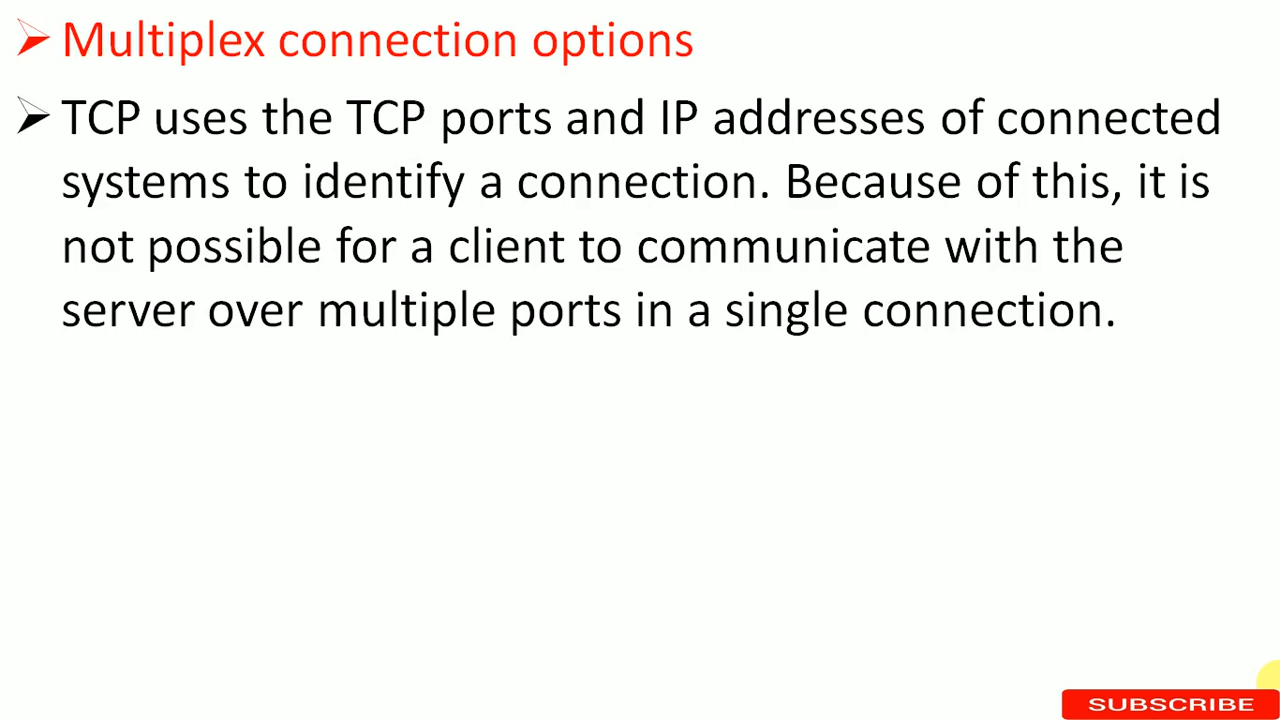 Multiplex connection options
TCP uses the TCP ports and IP addresses of connected
systems to identify a connection. Because of this, it is
not possible for a client to communicate with the
server over multiple ports in a single connection.
SUBSCRIBE